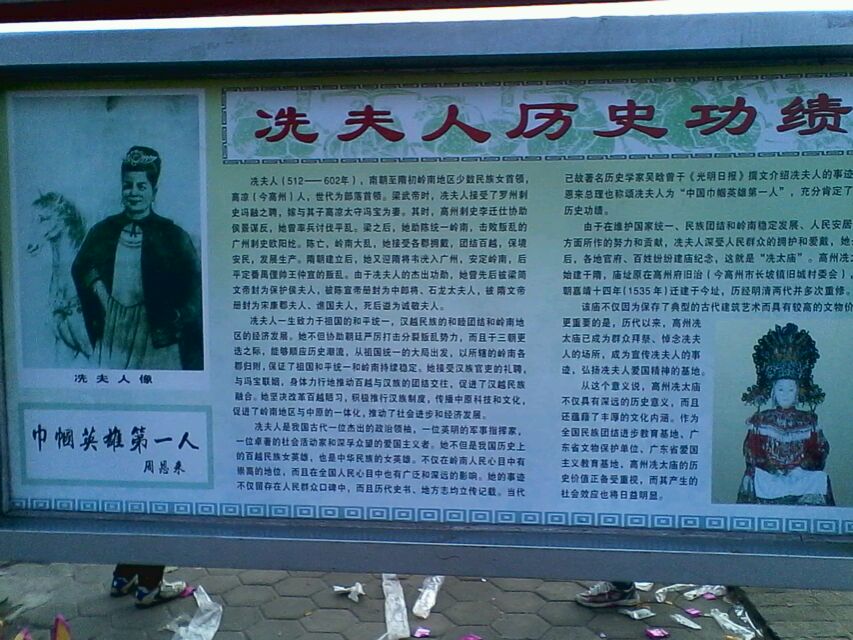 冼夫人历史功绩
冼夫人（512——602年），南朝至隋初岭南地区少数民族女首领，
高凉（今高州）人，世为部落首领。梁武帝时，冼夫人接受了罗州刺
史冯融之聘，嫁与其子高凉太守冯宝为妻。其时，高州刺史李迁仕协助
侯景谋反，她曾率兵讨伐平乱。梁之后，她助陈统一岭南，击败叛乱的
广州刺史欧阳纥。陈亡，岭南大乱，她接受各郡拥戴，团结百越，保境
安民，发展生产。隋朝建立后，她又迎隋将韦洸入广州，安定岭南，后
平定番禺俚帅王仲宣的叛乱。由于冼夫人的杰出功勋，她曾先后被梁简
文帝封为保护侯夫人，被陈宣帝册封为中郎将、石龙太夫人，被隋文帝
册封为宋康郡夫人、谯国夫人，死后谥为诚敬夫人。
冼夫人一生致力于祖国的和平统一，汉越民族的和睦团结和岭南地
区的经济发展。她不但协助朝廷严厉打击分裂叛乱势力，而且于三朝更
迭之际，能够顺应历史潮流，从祖国统一的大局出发，以所辖的岭南各
郡归附，保证了祖国和平统一和岭南持续稳定。她接受汉族官吏的礼聘，
与冯宝联姻，身体力行地推动百越与汉族的团结交往，促进了汉越民族
融合。她坚决改革百越陋习，积极推行汉族制度，传播中原科技和文化，
促进了岭南地区与中原的一体化，推动了社会进步和经济发展。
冼夫人是我国古代一位杰出的政治领袖，一位英明的军事指挥家，
一位卓著的社会活动家和深孚众望的爱国主义者。她不但是我国历史上
的百越民族女英雄，也是中华民族的女英雄。不仅在岭南人民心目中有
崇高的地位，而且在全国人民心目中也有广泛和深远的影响。她的事迹
不仅留存在人民群众口碑中，而且历代史书、地方志均立传记载。当代
已故著名历史学家吴晗曾于《光明日报》撰文介绍冼夫人的事迹
恩来总理也称颂冼夫人为“中国巾帼英雄第一人”，充分肯定了
历史功绩。
由于在维护国家统一、民族团结和岭南稳定发展、人民安居
方面所作的努力和贡献，冼夫人深受人民群众的拥护和爱戴，她
后，各地官府、百姓纷纷建庙纪念，这就是“冼太庙”。高州冼
始建于隋，庙址原在高州府旧治（今高州市长坡镇旧城村委会），
朝嘉靖十四年（1535年）迁建于今址，历经明清两代并多次重修。
该庙不仅因为保存了典型的古代建筑艺术而具有较高的文物价
更重要的是，历代以来，高州冼
太庙已成为群众拜祭、悼念冼夫
人的场所，成为宣传冼夫人的事
迹，弘扬冼夫人爱国精神的基地。
从这个意义说，高州冼太庙
不仅具有深远的历史意义，而且
还蕴藉了丰厚的文化内涵。作为
全国民族团结进步教育基地，广
东省文物保护单位、广东省爱国
主义教育基地，高州冼太庙的历
史价值正备受重视，而其产生的
社会效应也将日益明显。
冼夫人像
巾帼英雄第一人
周恩来